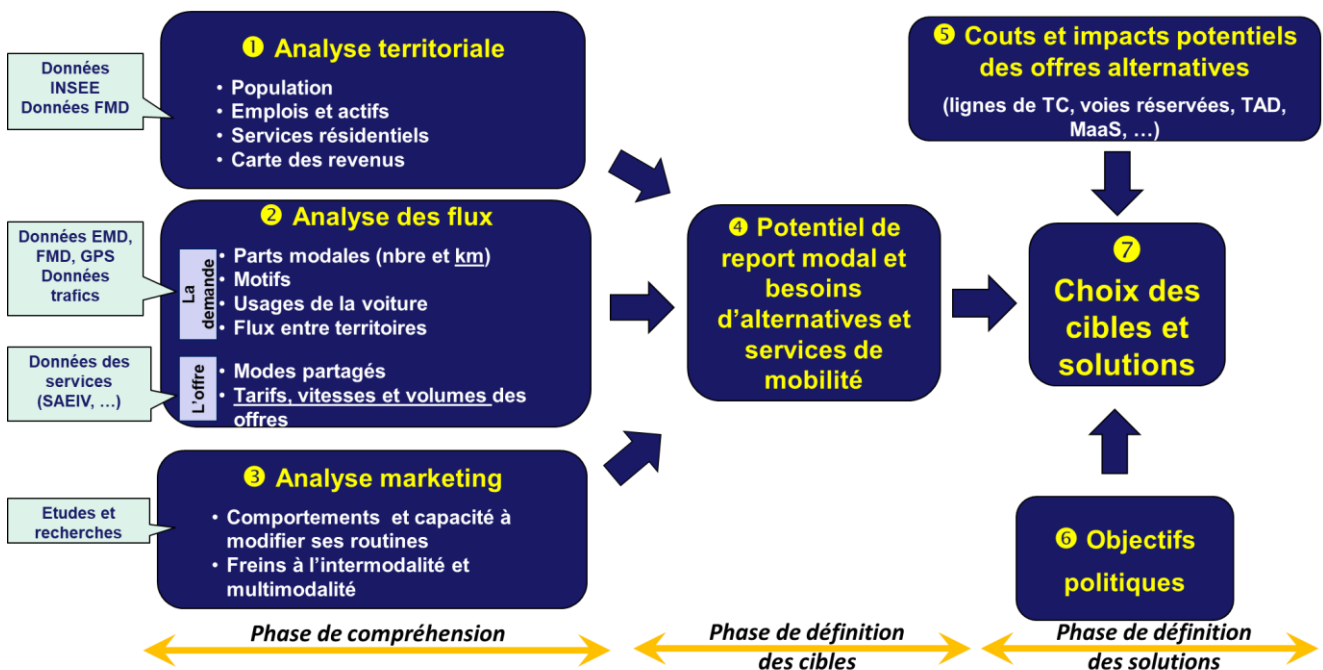 ❶ Analyse territoriale
• Population
• Emplois et actifs
• Services résidentiels
• Carte des revenus
Données
INSEE
Données FMD
❷ Analyse des flux
Données EMD,
FMD, GPS
Données
trafics
La
demande
• Parts modales (nbre et km)
• Motifs
• Usages de la voiture
• Flux entre territoires
Données des
services
(SAEIV, …)
L'offre
• Modes partagés
• Tarifs, vitesses et volumes des
offres
❸ Analyse marketing
Etudes et
recherches
• Comportements et capacité à
modifier ses routines
• Freins à l'intermodalité et
multimodalité
❹ Potentiel de
report modal et
besoins
d'alternatives et
services de
mobilité
❺ Couts et impacts potentiels
des offres alternatives
(lignes de TC, voies réservées, TAD,
MaaS, …)
❼
Choix des
cibles et
solutions
❻ Objectifs
politiques
Phase de compréhension
Phase de définition
des cibles
Phase de définition
des solutions